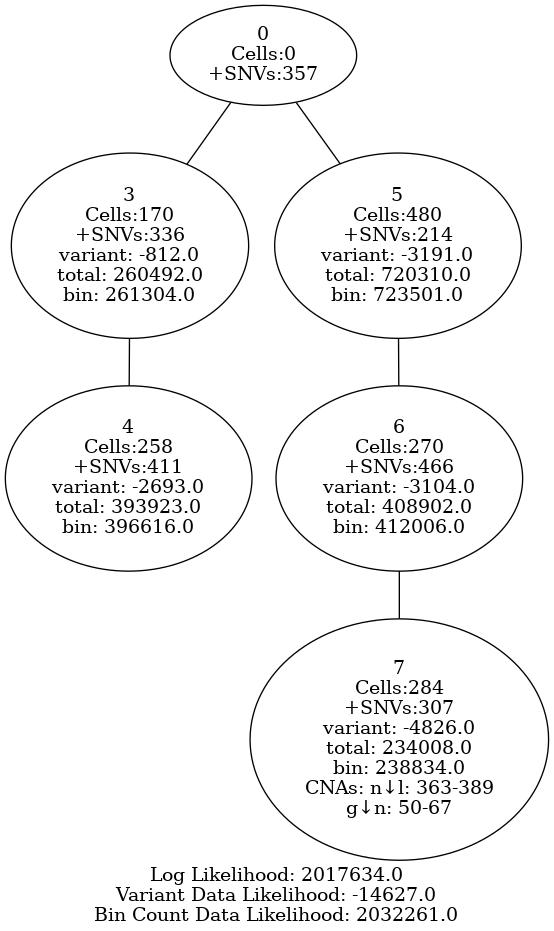 0
Cells:0
+SNVs:357
3
Cells:170
+SNVs:336
variant: -812.0
total: 260492.0
bin: 261304.0
5
Cells:480
+SNVs:214
variant: -3191.0
total: 720310.0
bin: 723501.0
4
Cells:258
+SNVs:411
variant: -2693.0
total: 393923.0
bin: 396616.0
6
Cells:270
+SNVs:466
variant: -3104.0
total: 408902.0
bin: 412006.0
7
Cells:284
+SNVs:307
variant: -4826.0
total: 234008.0
bin: 238834.0
CNAs: n↓l: 363-389
g↓n: 50-67
Log Likelihood: 2017634.0
Variant Data Likelihood: -14627.0
Bin Count Data Likelihood: 2032261.0